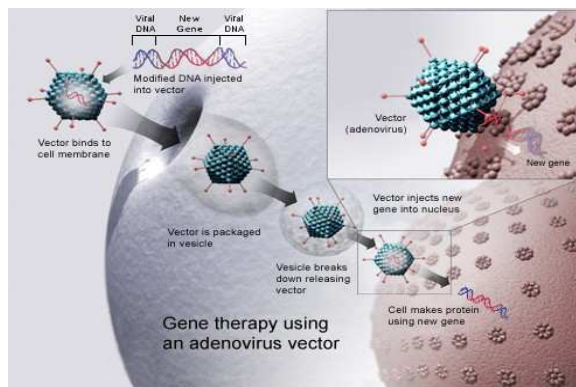 Viral New Viral
DNA Gene DNA
Modified DNA injected
into vector
Vector binds to
cell membrane
Vector
(adenovirus)
New gene
Vector injects new
gene into nucleus
Vector is packaged
in vesicle
Vesicle breaks
down releasing
vector
Cell makes protein
using new gene
Gene therapy using
an adenovirus vector